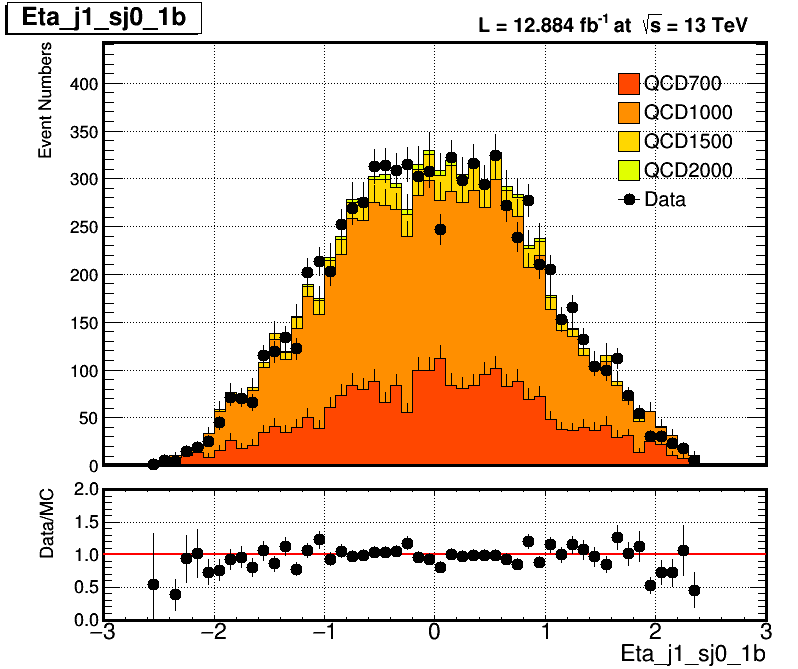 Eta_j1_sj0_1b
L = 12.884 fb-1 at √s = 13 TeV
Event Numbers
400
350
300
250
200
150
100
50
0
QCD700
QCD1000
QCD1500
QCD2000
Data
Data/MC
2.0
1.5
1.0
0.5
0.0
−3 −2 −1 0 1 2 3
Eta_j1_sj0_1b